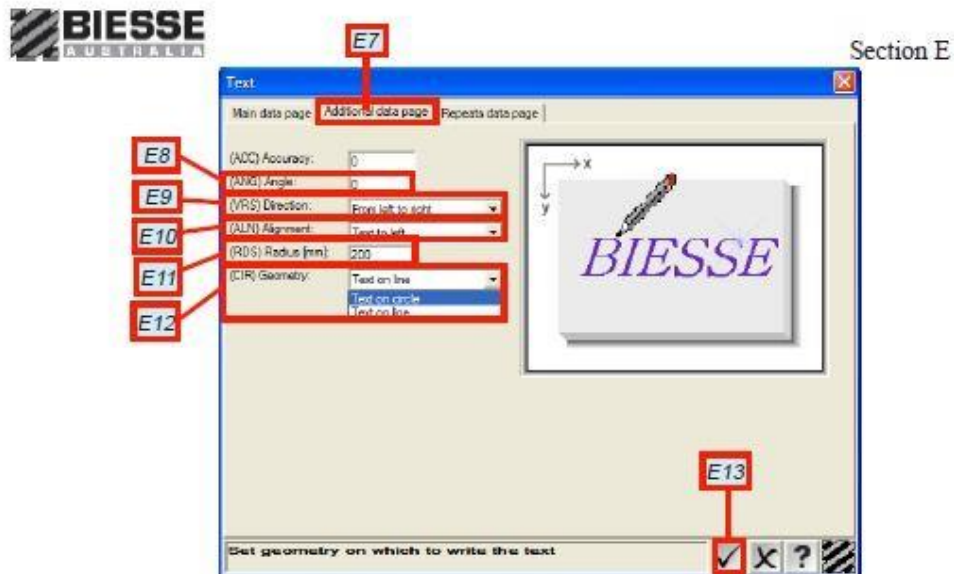 BIESSE
AUSTRALIA
Section E
E7
Text
Main data page
Additional data page
Repeats data page
E8
E9
E10
E11
E12
(ACC) Accuracy: 0
(ANG) Angle: 0
(VRS) Direction: From left to right
(ALN) Alignment: Text to left
(RDS) Radius [mm]: 200
(CIR) Geometry: Text on line
Text on circle
Text on line
x
y
BIESSE
E13
Set geometry on which to write the text
?